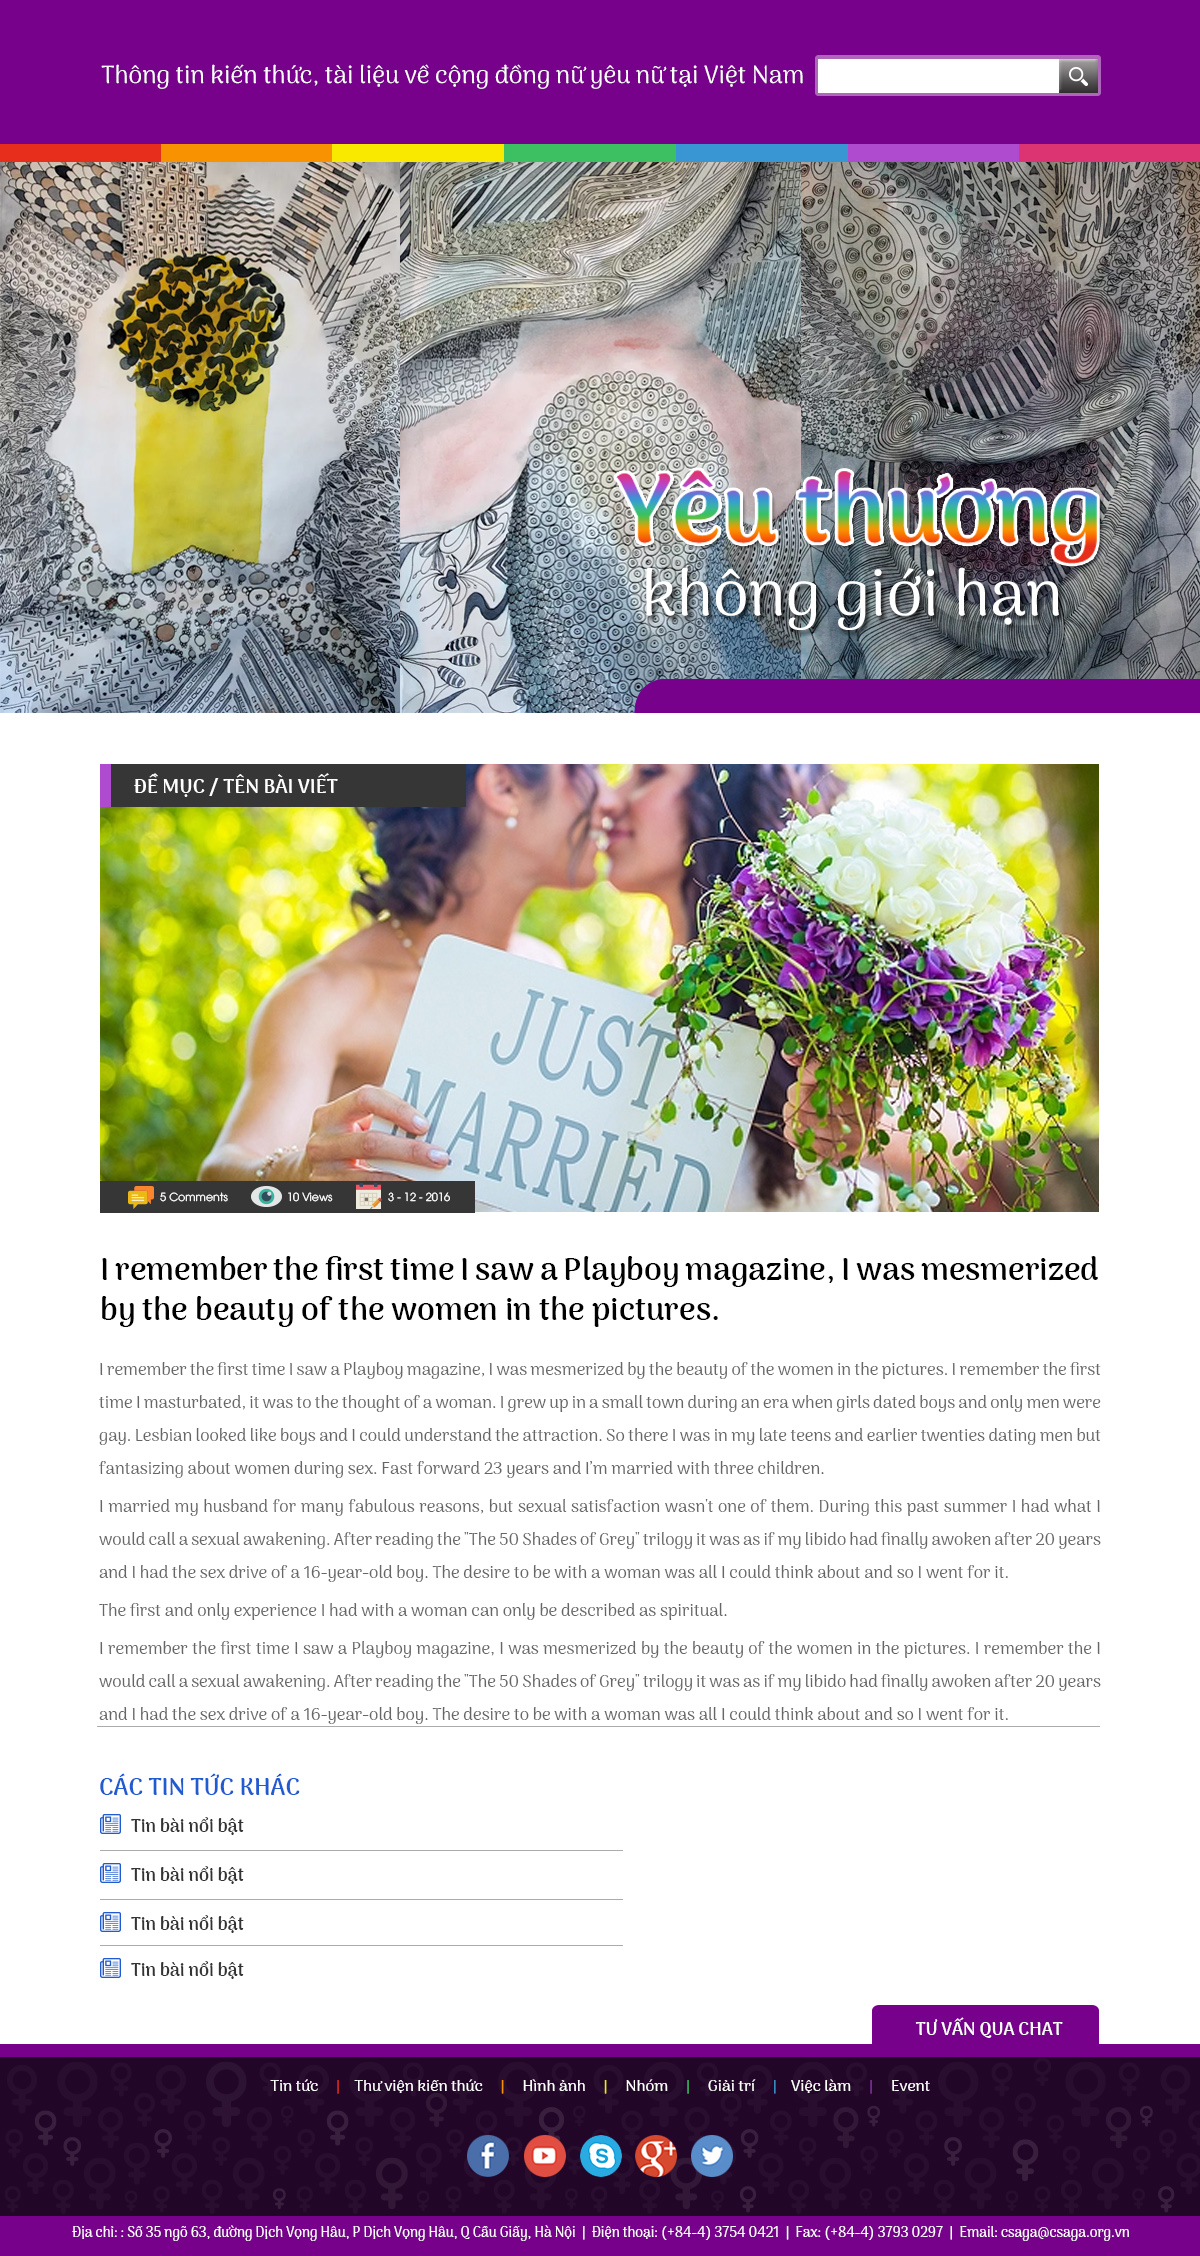 Thông tin kiến thức, tài liệu về cộng đồng nữ yêu nữ tại Việt Nam
Yêu thương
không giới hạn
ĐỀ MỤC / TÊN BÀI VIẾT
JUST
MARRIED
5 Comments 10 Views 3 - 12 - 2016
I remember the first time I saw a Playboy magazine, I was mesmerized
by the beauty of the women in the pictures.
I remember the first time I saw a Playboy magazine, I was mesmerized by the beauty of the women in the pictures. I remember the first
time I masturbated, it was to the thought of a woman. I grew up in a small town during an era when girls dated boys and only men were
gay. Lesbian looked like boys and I could understand the attraction. So there I was in my late teens and earlier twenties dating men but
fantasizing about women during sex. Fast forward 23 years and I'm married with three children.
I married my husband for many fabulous reasons, but sexual satisfaction wasn't one of them. During this past summer I had what I
would call a sexual awakening. After reading the "The 50 Shades of Grey" trilogy it was as if my libido had finally awoken after 20 years
and I had the sex drive of a 16-year-old boy. The desire to be with a woman was all I could think about and so I went for it.
The first and only experience I had with a woman can only be described as spiritual.
I remember the first time I saw a Playboy magazine, I was mesmerized by the beauty of the women in the pictures. I remember the I
would call a sexual awakening. After reading the "The 50 Shades of Grey" trilogy it was as if my libido had finally awoken after 20 years
and I had the sex drive of a 16-year-old boy. The desire to be with a woman was all I could think about and so I went for it.
CÁC TIN TỨC KHÁC
Tin bài nổi bật
Tin bài nổi bật
Tin bài nổi bật
Tin bài nổi bật
TƯ VẤN QUA CHAT
Tin tức | Thư viện kiến thức | Hình ảnh | Nhóm | Giải trí | Việc làm | Event
Địa chỉ: : Số 35 ngõ 63, đường Dịch Vọng Hâu, P Dịch Vọng Hâu, Q Cầu Giấy, Hà Nội | Điện thoại: (+84-4) 3754 0421 | Fax: (+84-4) 3793 0297 | Email: csaga@csaga.org.vn